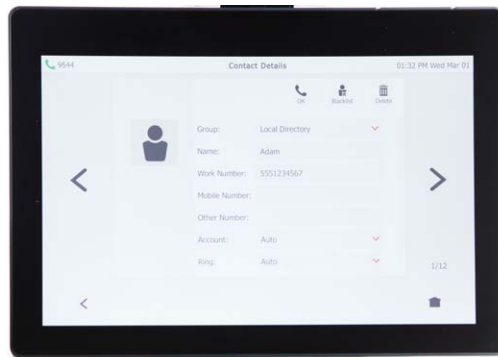 9544 Contact Details 01:32 PM Wed Mar 01
OK Blacklist Delete
Group: Local Directory
Name: Adam
Work Number: 5551234567
Mobile Number:
Other Number:
Account: Auto
Ring: Auto
1/12